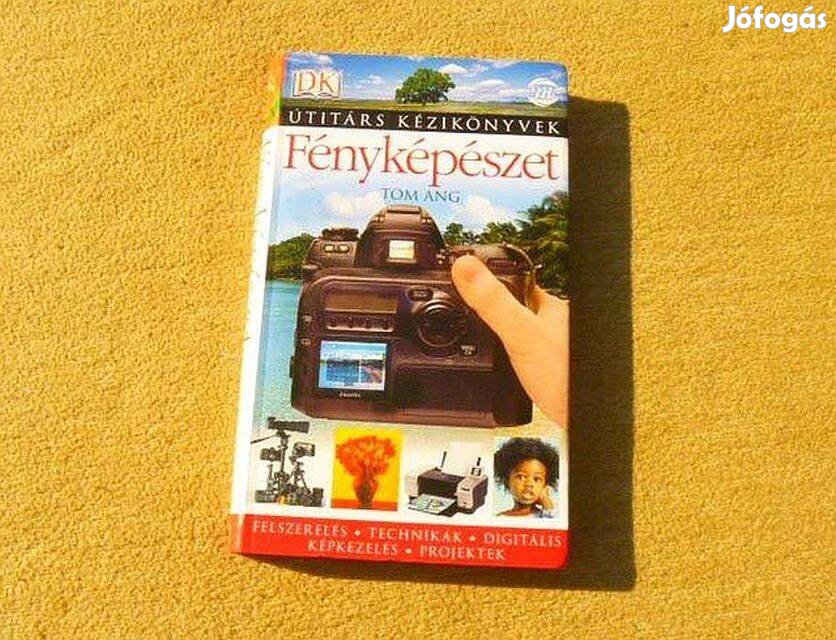 Jófogás
DK
m
ÚTITÁRS KÉZIKÖNYVEK
Fényképészet
TOM ANG
FELSZERELÉS • TECHNIKÁK • DIGITÁLIS
KÉPKEZELÉS • PROJEKTEK